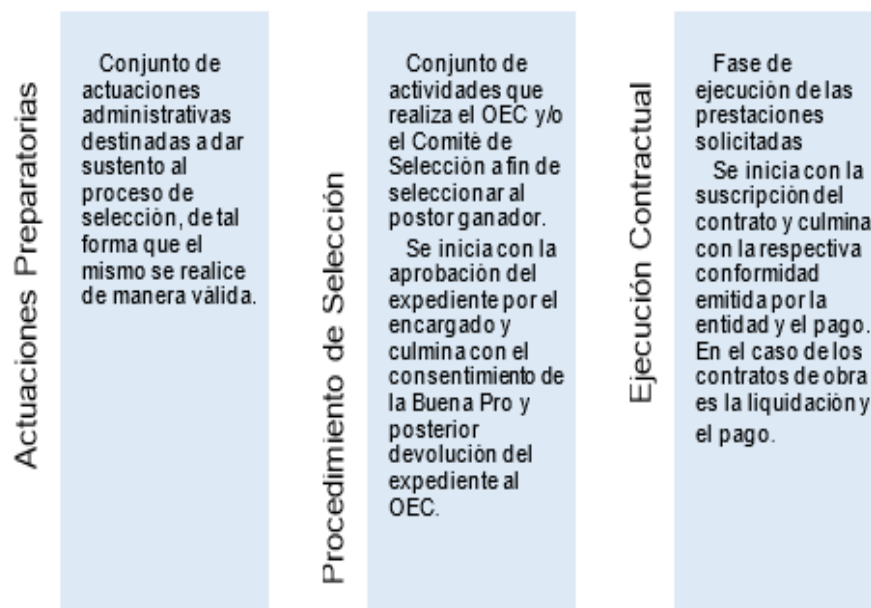 Actuaciones Preparatorias
Conjunto de
actuaciones
administrativas
destinadas a dar
sustento al
proceso de
selección, de tal
forma que el
mismo se realice
de manera válida.
Procedimiento de Selección
Conjunto de
actividades que
realiza el OEC y/o
el Comité de
Selección a fin de
seleccionar al
postor ganador.
Se inicia con la
aprobación del
expediente por el
encargado y
culmina con el
consentimiento de
la Buena Pro y
posterior
devolución del
expediente al
OEC.
Ejecución Contractual
Fase de
ejecución de las
prestaciones
solicitadas
Se inicia con la
suscripción del
contrato y culmina
con la respectiva
conformidad
emitida por la
entidad y el pago.
En el caso de los
contratos de obra
es la liquidación y
el pago.